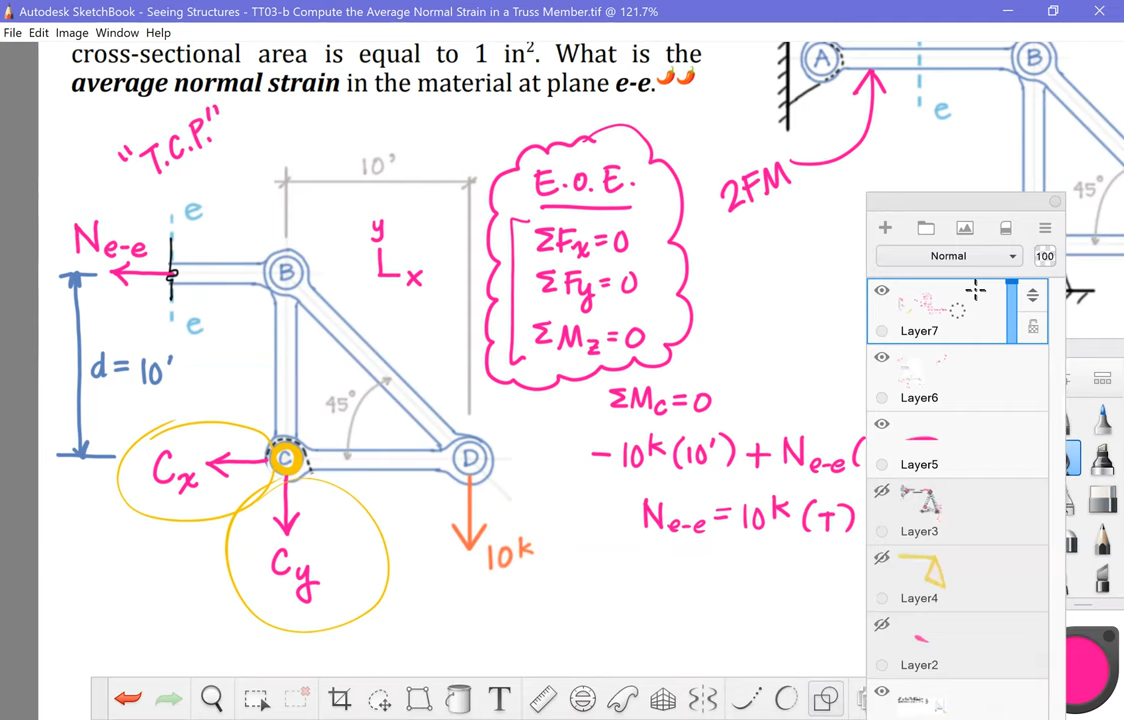 Autodesk SketchBook - Seeing Structures - TT03-b Compute the Average Normal Strain in a Truss Member.tif @ 121.7%
File Edit Image Window Help
cross-sectional area is equal to 1 in². What is the
average normal strain in the material at plane e-e.
"T.C.P."
10'
E.O.E.
ΣFx=0
ΣFy=0
ΣMz=0
2FM
A
B
e
45°
e
Ne-e
B
y
x
e
d=10'
45°
C
D
Cx
Cy
10k
ΣMC=0
-10k(10')+Ne-e(
Ne-e=10k(T)
Normal
100
Layer7
Layer6
Layer5
Layer3
Layer4
Layer2
T